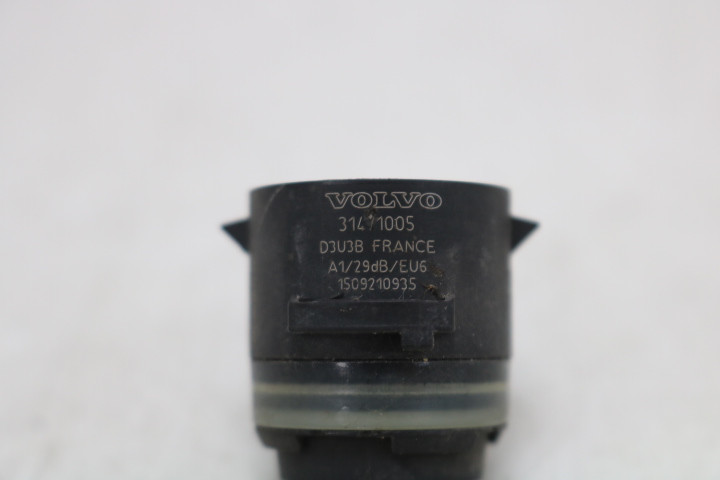 VOLVO
31471005
D3U3B FRANCE
A1/29dB/EU6
1509210935